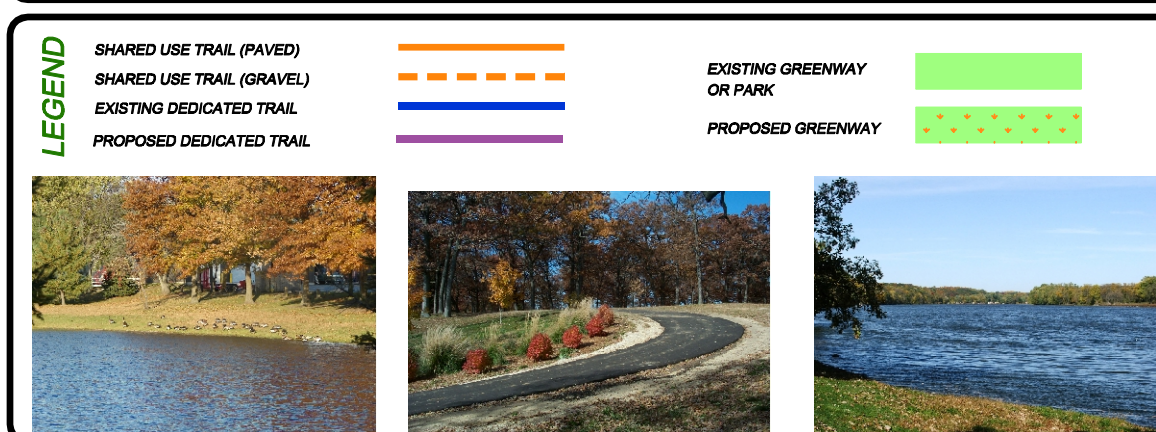 LEGEND
SHARED USE TRAIL (PAVED)
SHARED USE TRAIL (GRAVEL)
EXISTING DEDICATED TRAIL
PROPOSED DEDICATED TRAIL
EXISTING GREENWAY
OR PARK
PROPOSED GREENWAY